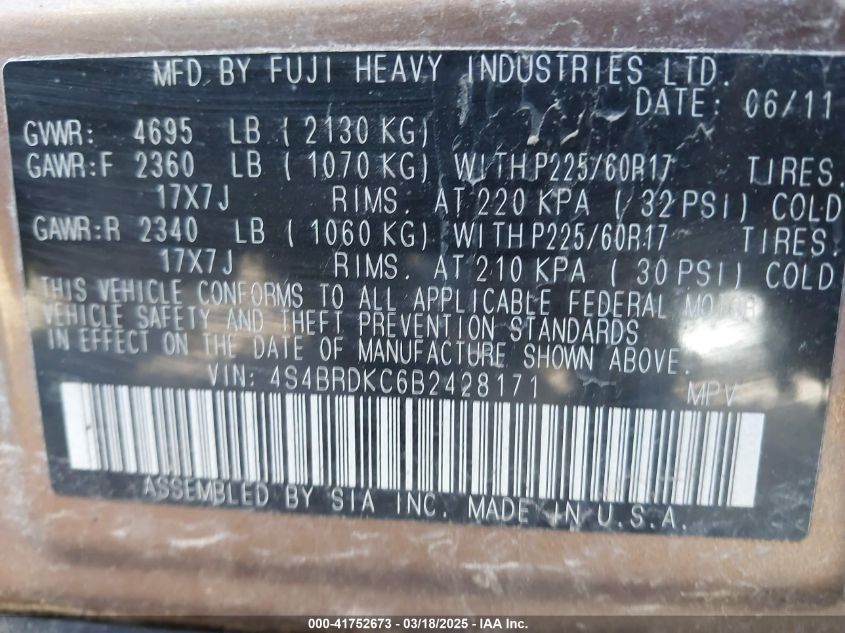 MFD. BY FUJI HEAVY INDUSTRIES LTD.
DATE: 06/11
GVWR: 4695 LB ( 2130 KG)
GAWR:F 2360 LB ( 1070 KG) WITH P225/60R17 TIRES.
17X7J RIMS. AT 220 KPA ( 32 PSI) COLD
GAWR:R 2340 LB ( 1060 KG) WITH P225/60R17 TIRES.
17X7J RIMS. AT 210 KPA ( 30 PSI) COLD
THIS VEHICLE CONFORMS TO ALL APPLICABLE FEDERAL MOTOR
VEHICLE SAFETY AND THEFT PREVENTION STANDARDS
IN EFFECT ON THE DATE OF MANUFACTURE SHOWN ABOVE.
VIN: 4S4BRDKC6B2428171 MPV
ASSEMBLED BY SIA INC. MADE IN U.S.A.
000-41752673 - 03/18/2025 - IAA Inc.